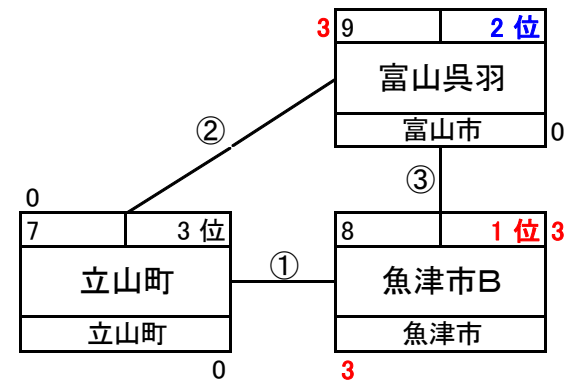 3 9 2 位
富山呉羽
富山市 0
②
③
0
7 3 位
立山町
立山町
0
①
8 1 位 3
魚津市B
魚津市
3